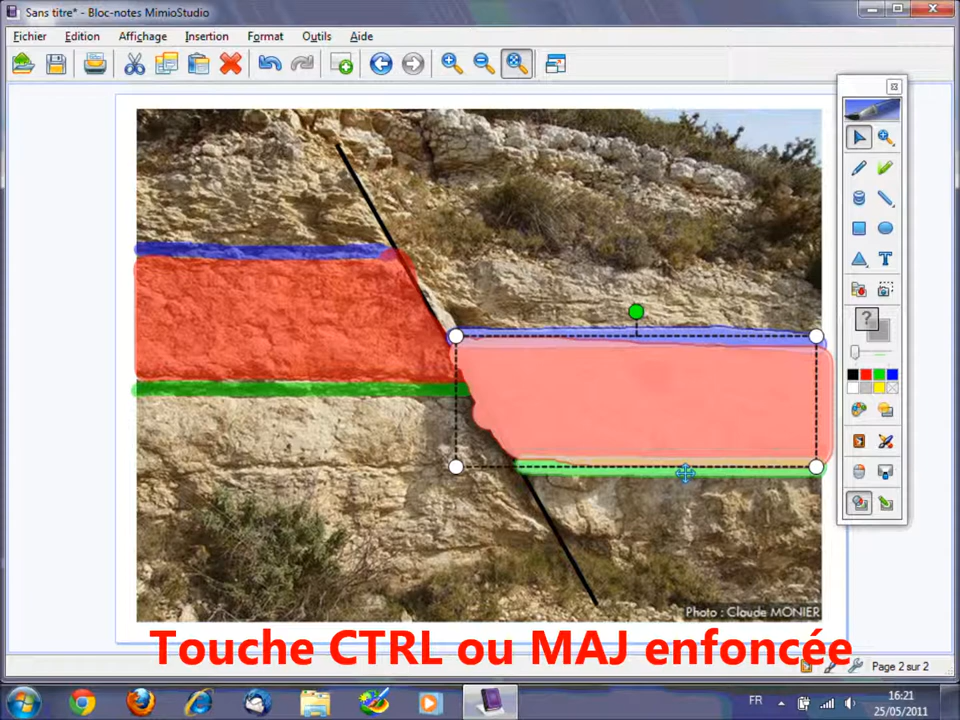 Sans titre* - Bloc-notes MimioStudio
Fichier Edition Affichage Insertion Format Outils Aide
T
?
Photo : Claude MONIER
Touche CTRL ou MAJ enfoncée
Page 2 sur 2
FR
16:21
25/05/2011